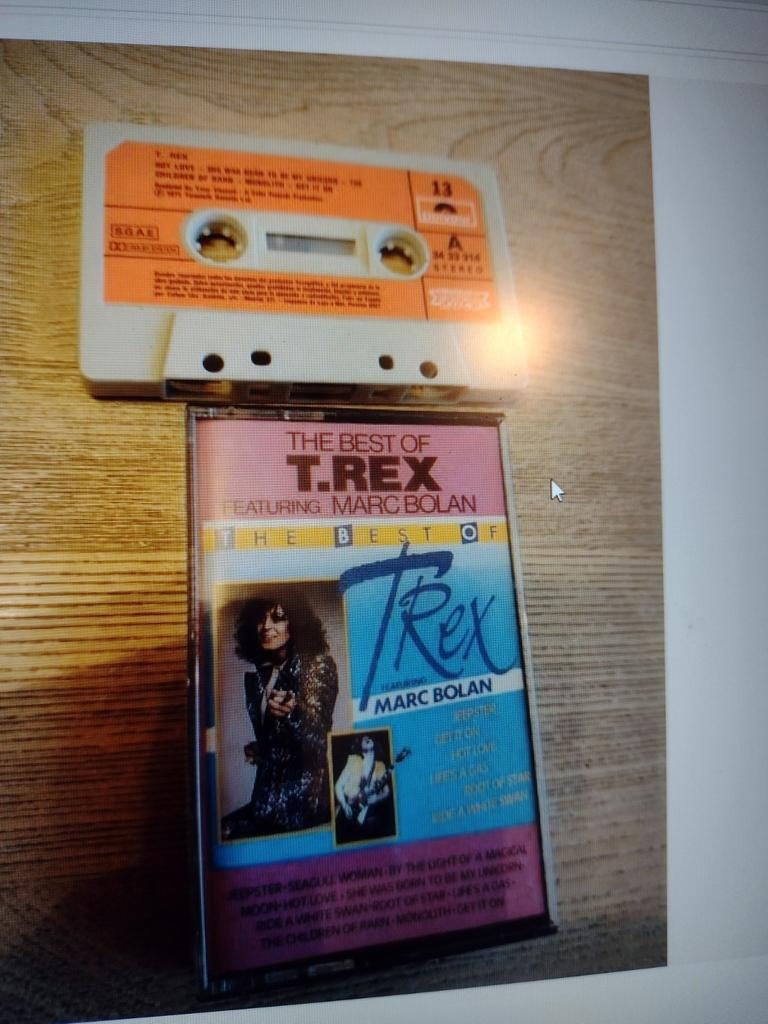 T. REX
HOT LOVE - SHE WAS BORN TO BE MY UNICORN - THE
CHILDREN OF RARN - MONOLITH - GET IT ON
13
Polydor
S.G.A.E.
A
34 23 914
STEREO
THE BEST OF
T.REX
FEATURING MARC BOLAN
THE BEST OF
T.Rex
FEATURING
MARC BOLAN
JEEPSTER
GET IT ON
HOT LOVE
LIFE'S A GAS
ROOT OF STAR
RIDE A WHITE SWAN
JEEPSTER·SEAGULL WOMAN·BY THE LIGHT OF A MAGICAL
MOON·HOT LOVE·SHE WAS BORN TO BE MY UNICORN·
RIDE A WHITE SWAN·ROOT OF STAR·LIFE'S A GAS·
THE CHILDREN OF RARN·MONOLITH·GET IT ON